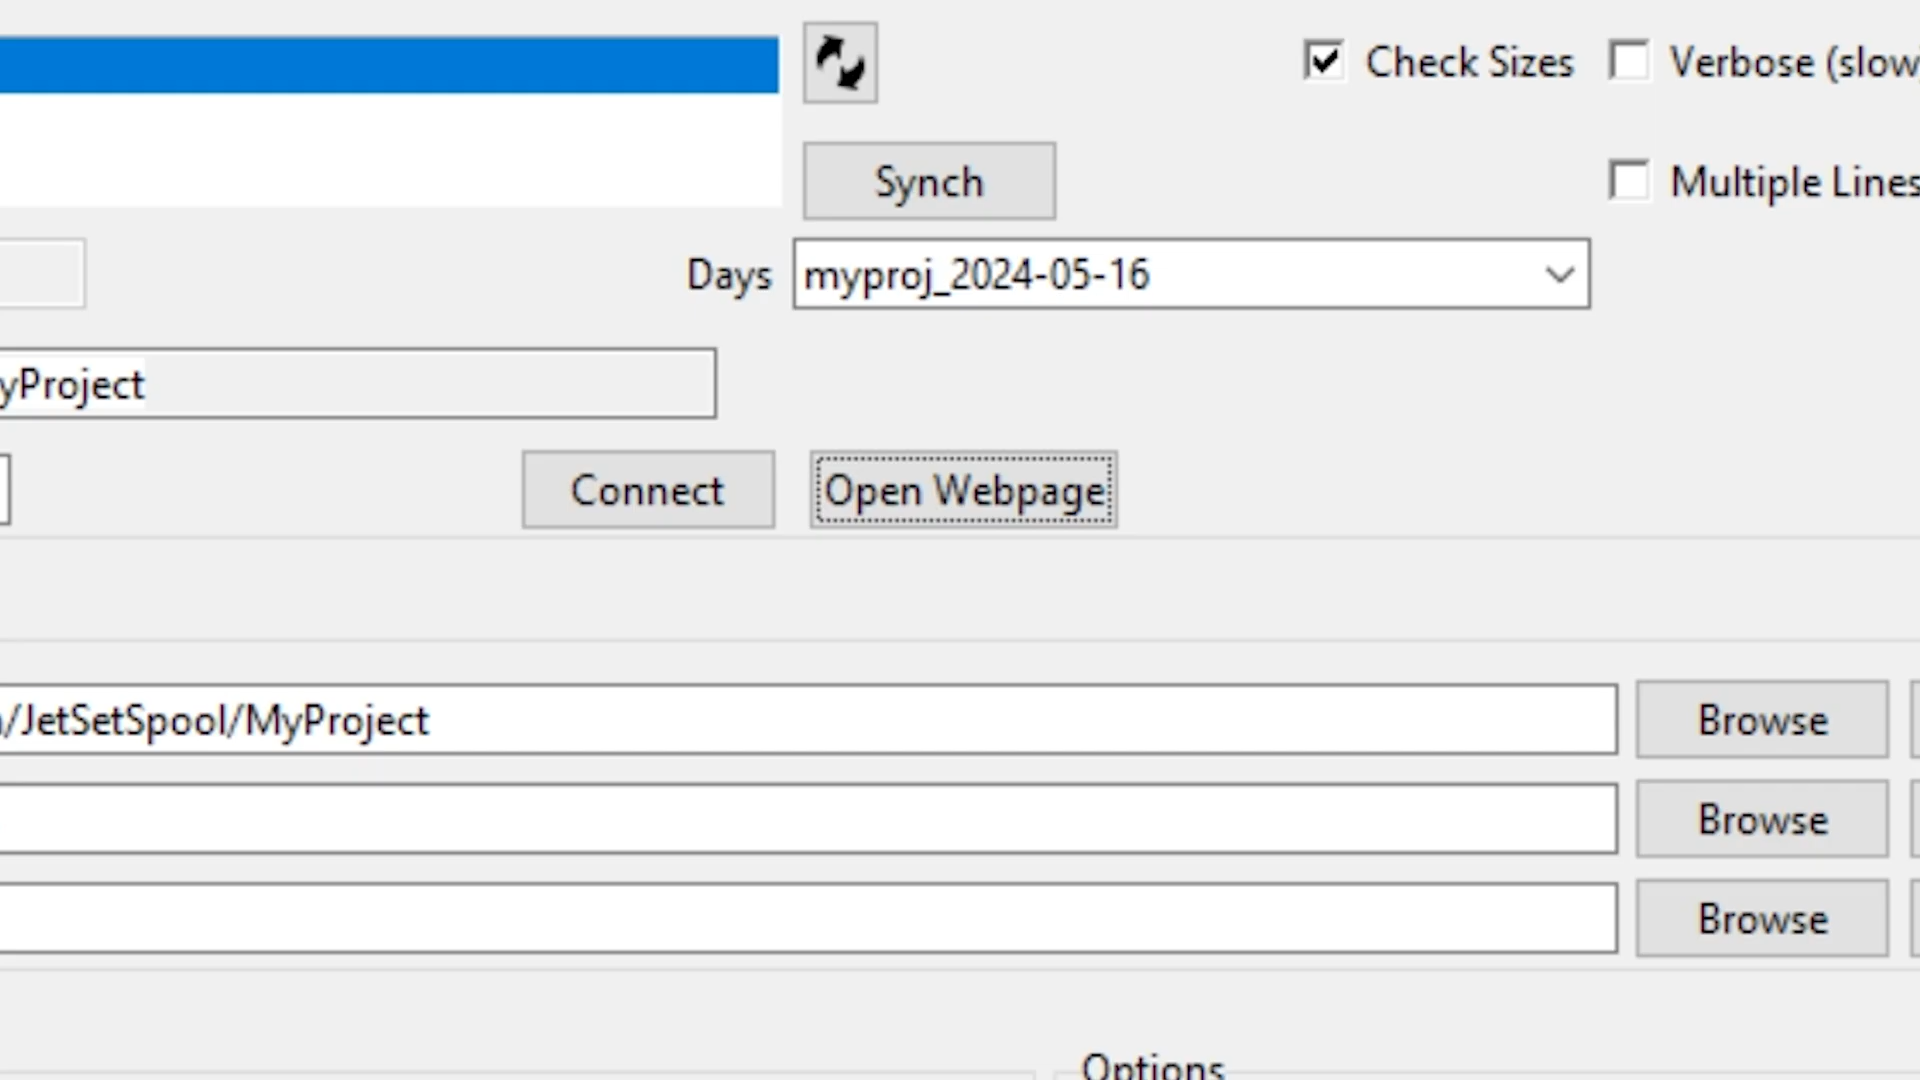 Check Sizes Verbose (slow
Synch Multiple Lines
Days myproj_2024-05-16
yProject
Connect Open Webpage
/JetSetSpool/MyProject Browse
Browse
Browse
Options